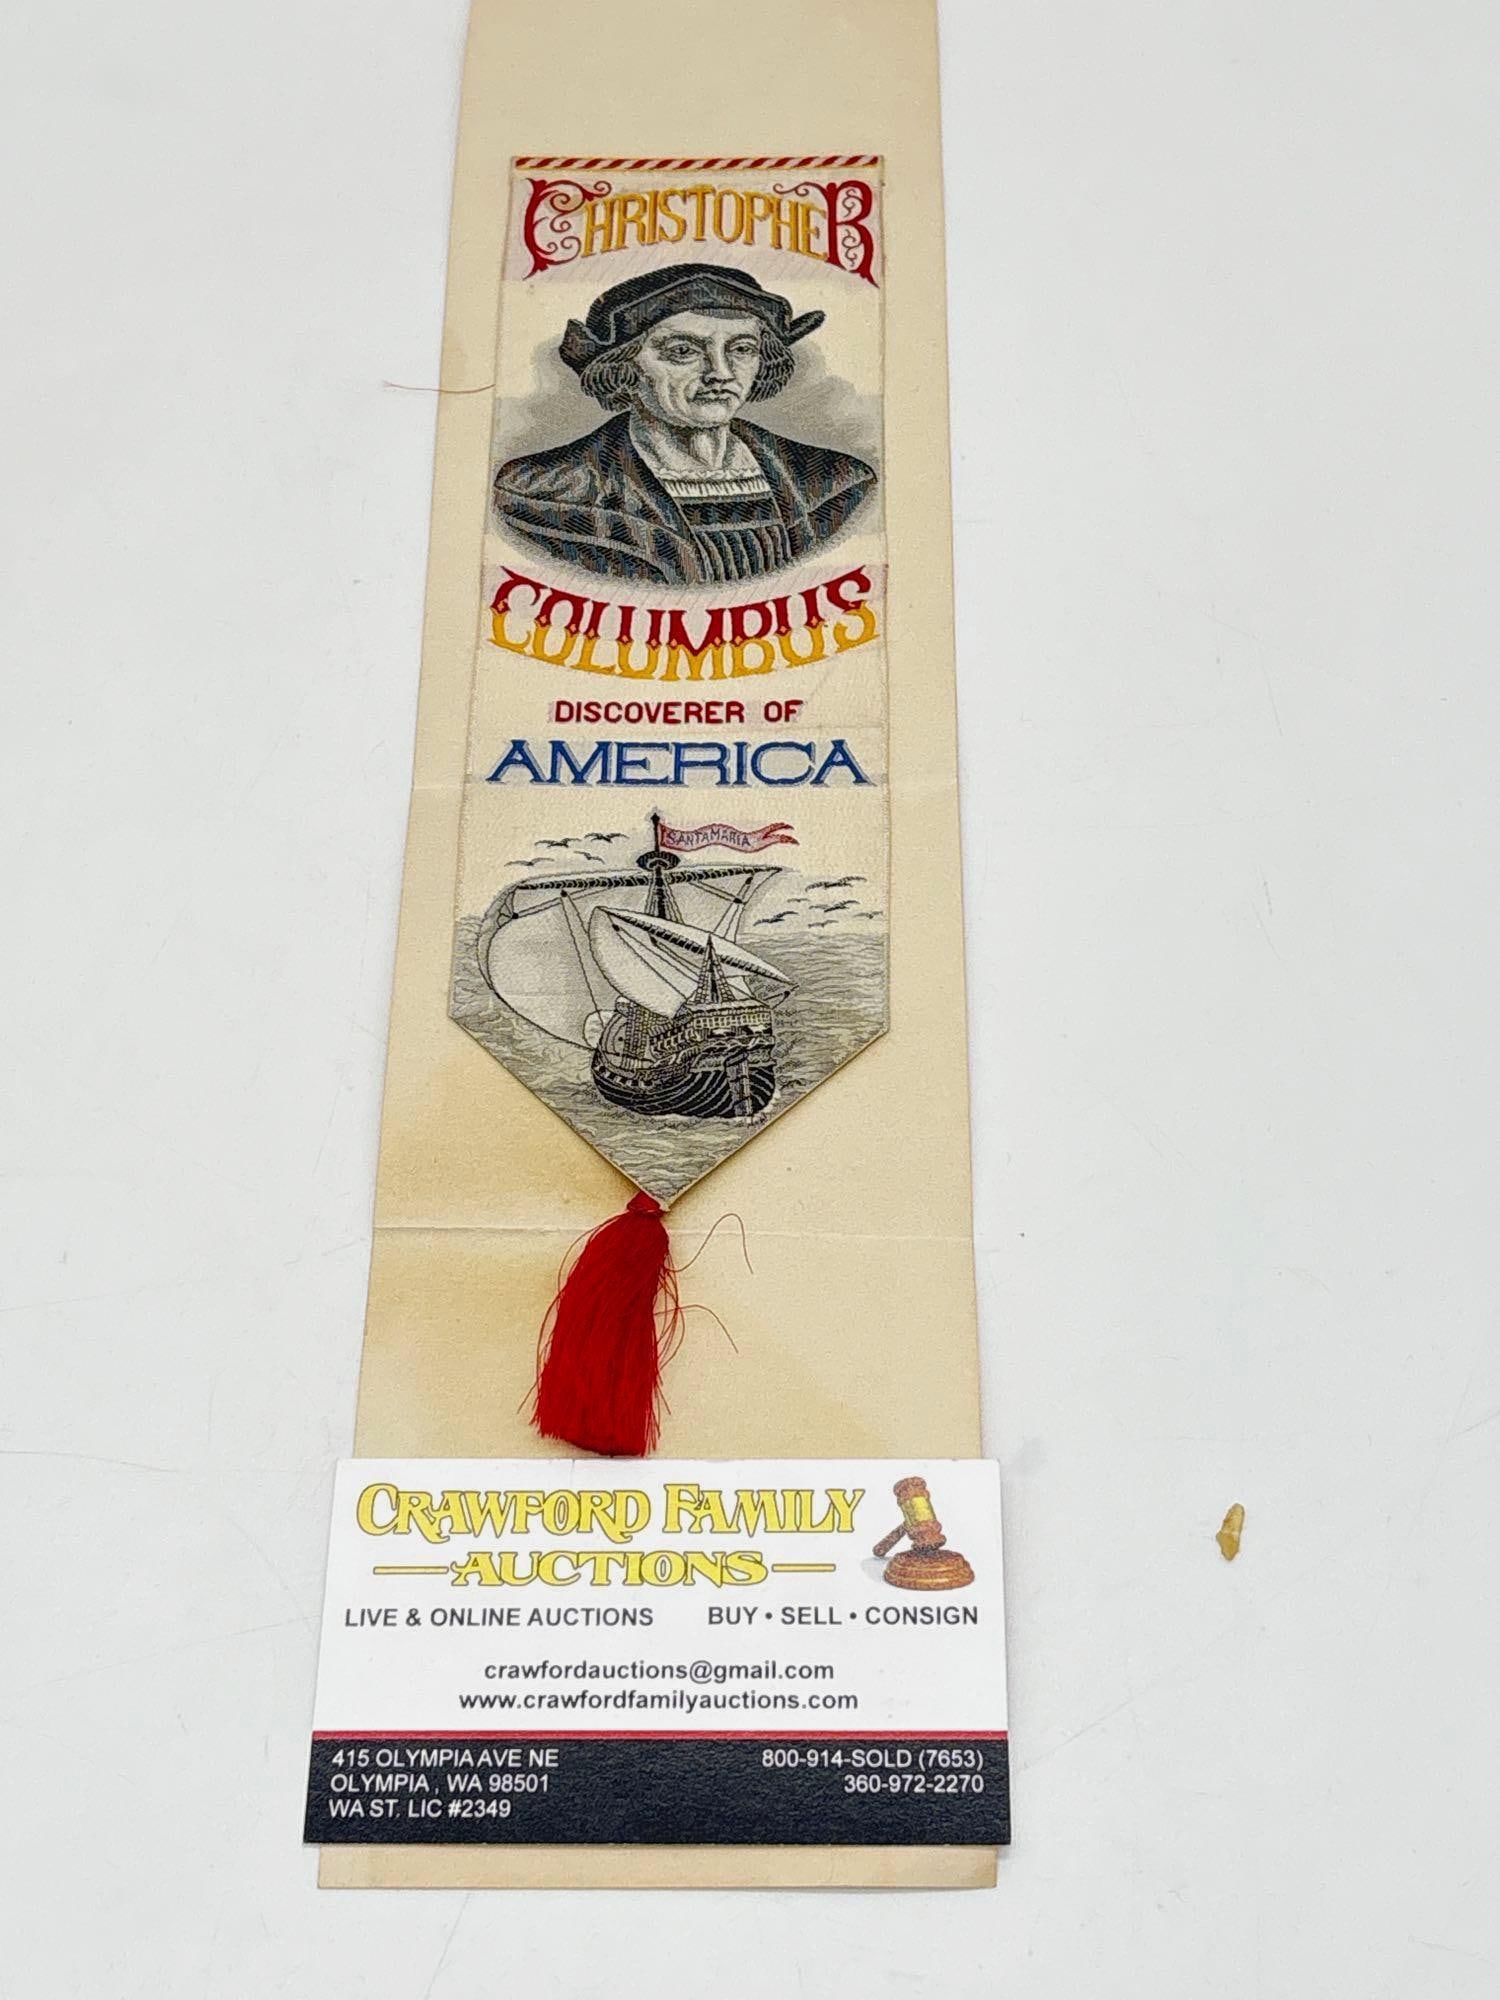 CHRISTOPHER
COLUMBUS
DISCOVERER OF
AMERICA
SANTA MARIA
CRAWFORD FAMILY
AUCTIONS
LIVE & ONLINE AUCTIONS BUY • SELL • CONSIGN
crawfordauctions@gmail.com
www.crawfordfamilyauctions.com
415 OLYMPIA AVE NE 800-914-SOLD (7653)
OLYMPIA , WA 98501 360-972-2270
WA ST. LIC #2349